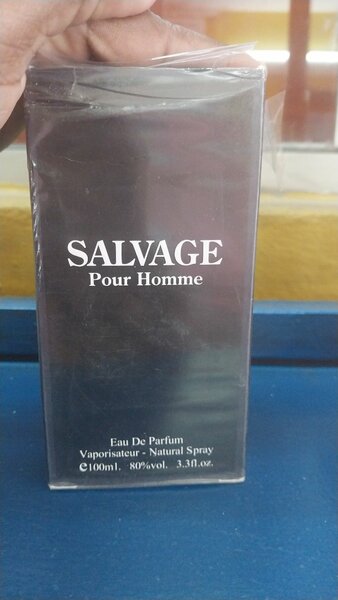 SALVAGE
Pour Homme
Eau De Parfum
Vaporisateur - Natural Spray
℮100ml. 80%vol. 3.3fl.oz.